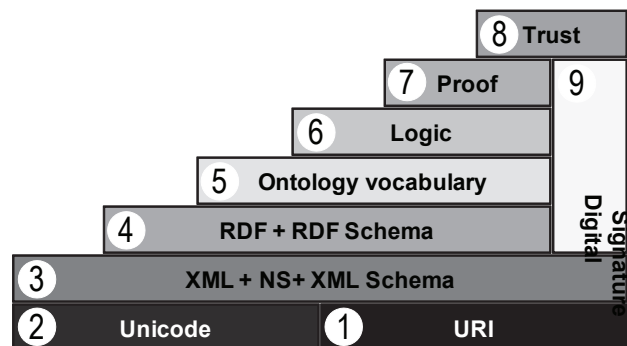 8 Trust
7 Proof
9
6 Logic
5 Ontology vocabulary
4 RDF + RDF Schema
Digital
Signature
3 XML + NS+ XML Schema
2 Unicode
1 URI